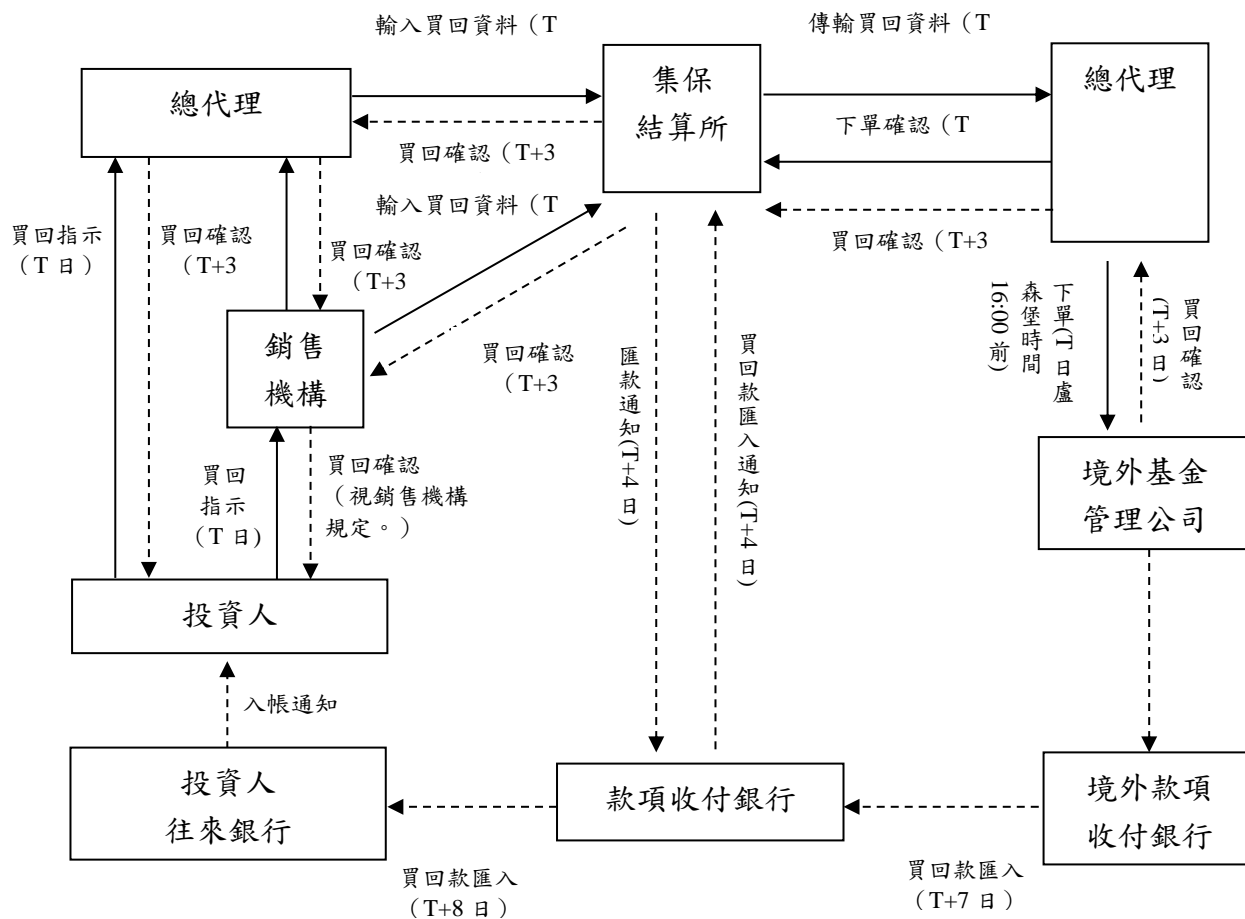 輸入買回資料（T
傳輸買回資料（T
總代理
集保
結算所
總代理
下單確認（T
買回確認（T+3
輸入買回資料（T
買回確認（T+3
買回指示
（T 日）
買回確認
（T+3
買回確認
（T+3
銷售
機構
買回確認
（T+3
匯款通知(T+4 日)
買回款匯入通知(T+4 日)
下單(T 日盧
森堡時間
16:00 前)
買回確認
(T+3 日)
買回
指示
（T 日)
買回確認
（視銷售機構
規定。）
境外基金
管理公司
投資人
入帳通知
投資人
往來銀行
款項收付銀行
境外款項
收付銀行
買回款匯入
（T+8 日）
買回款匯入
（T+7 日）